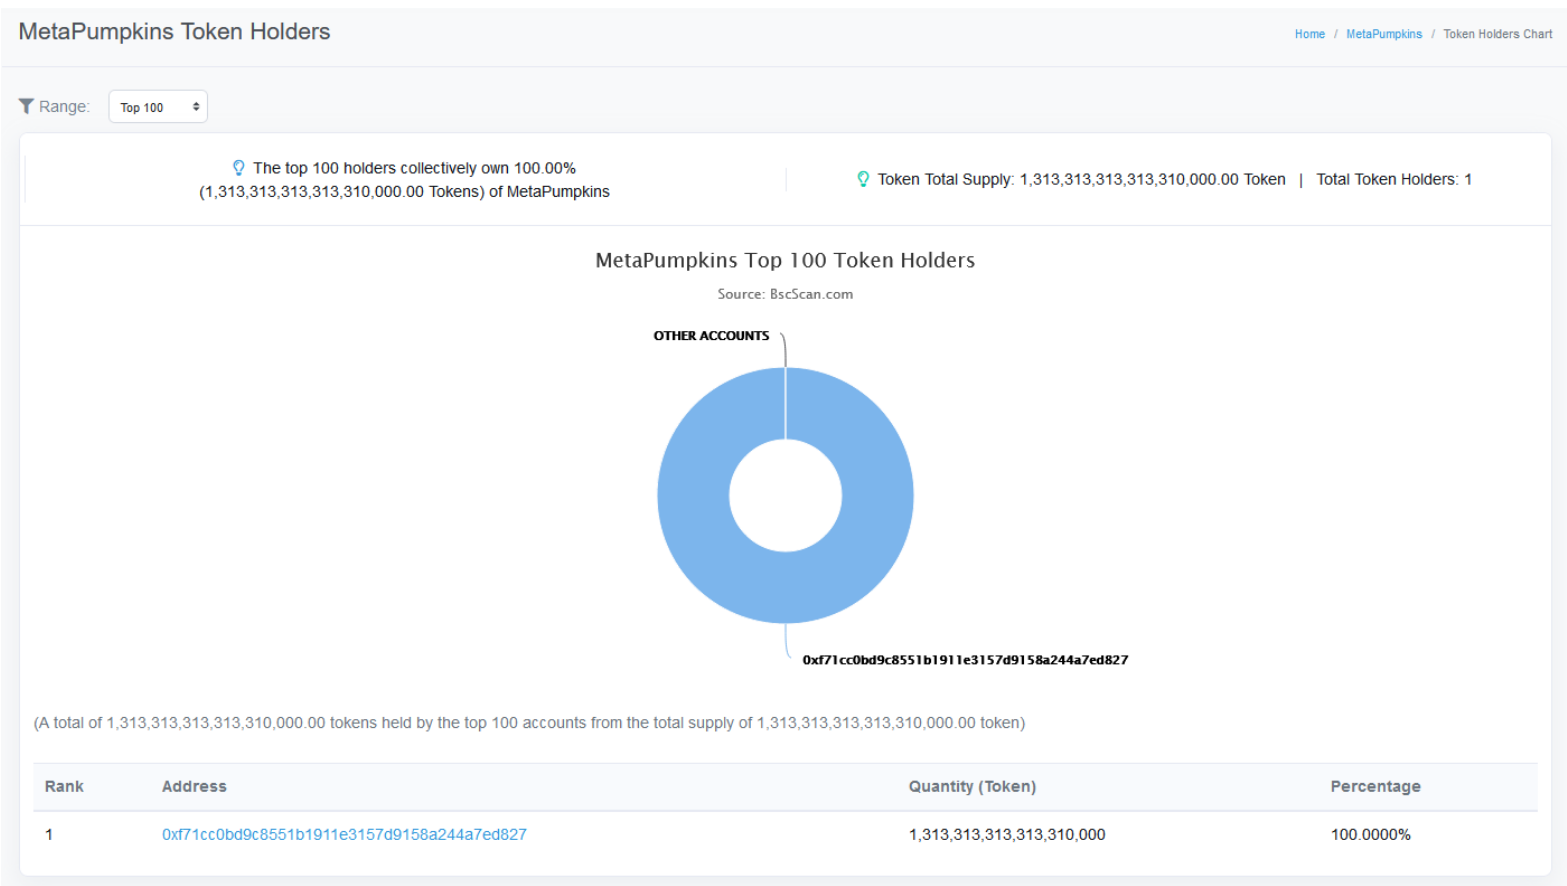 MetaPumpkins Token Holders
Home / MetaPumpkins / Token Holders Chart
Range: Top 100
The top 100 holders collectively own 100.00%
(1,313,313,313,313,310,000.00 Tokens) of MetaPumpkins
Token Total Supply: 1,313,313,313,313,310,000.00 Token | Total Token Holders: 1
MetaPumpkins Top 100 Token Holders
Source: BscScan.com
OTHER ACCOUNTS
0xf71cc0bd9c8551b1911e3157d9158a244a7ed827
(A total of 1,313,313,313,313,310,000.00 tokens held by the top 100 accounts from the total supply of 1,313,313,313,313,310,000.00 token)
Rank Address Quantity (Token) Percentage
1 0xf71cc0bd9c8551b1911e3157d9158a244a7ed827 1,313,313,313,313,310,000 100.0000%